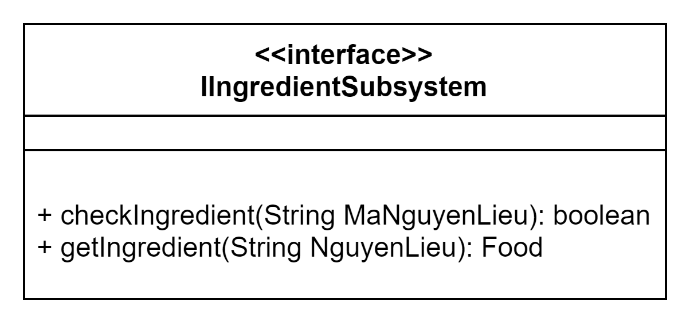 <<interface>>
IIngredientSubsystem
+ checkIngredient(String MaNguyenLieu): boolean
+ getIngredient(String NguyenLieu): Food